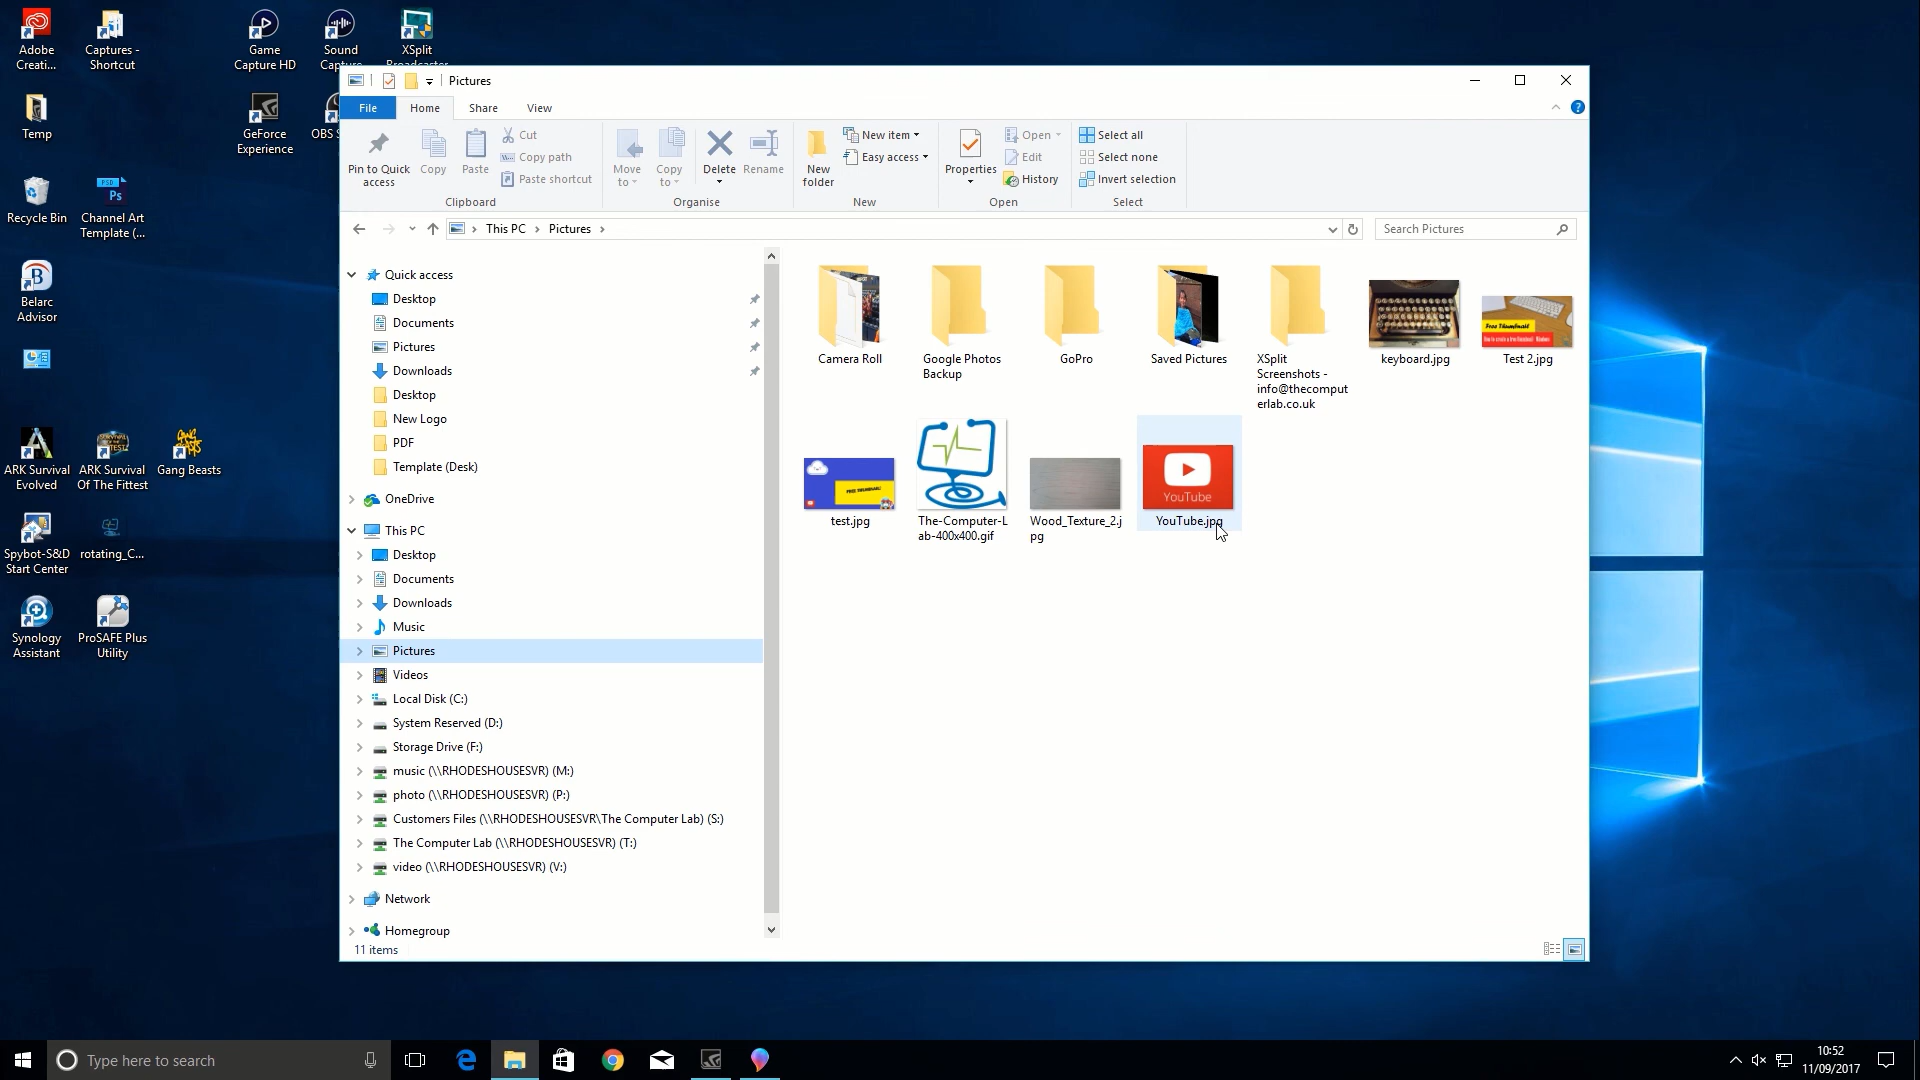 Adobe
Creati...
Captures -
Shortcut
Game
Capture HD
Sound
Capture
XSplit
Broadcaster
Temp
GeForce
Experience
OBS S
Recycle Bin
PSD
Ps
Channel Art
Template (...
Belarc
Advisor
ARK Survival
Evolved
ARK Survival
Of The Fittest
Gang Beasts
Spybot-S&D
Start Center
rotating_C...
Synology
Assistant
ProSAFE Plus
Utility
Pictures
File
Home
Share
View
Pin to Quick
access
Copy
Paste
Cut
Copy path
Paste shortcut
Clipboard
Move
to
Copy
to
Delete
Rename
Organise
New
folder
New item
Easy access
New
Properties
Open
Edit
History
Open
Select all
Select none
Invert selection
Select
This PC
Pictures
Search Pictures
Quick access
Desktop
Documents
Pictures
Downloads
Desktop
New Logo
PDF
Template (Desk)
OneDrive
This PC
Desktop
Documents
Downloads
Music
Pictures
Videos
Local Disk (C:)
System Reserved (D:)
Storage Drive (F:)
music (\\RHODESHOUSESVR) (M:)
photo (\\RHODESHOUSESVR) (P:)
Customers Files (\\RHODESHOUSESVR\The Computer Lab) (S:)
The Computer Lab (\\RHODESHOUSESVR) (T:)
video (\\RHODESHOUSESVR) (V:)
Network
Homegroup
11 items
Camera Roll
Google Photos
Backup
GoPro
Saved Pictures
XSplit
Screenshots -
info@thecomput
erlab.co.uk
keyboard.jpg
Free Thumbnail
Test 2.jpg
FREE THUMBNAIL!
test.jpg
The-Computer-L
ab-400x400.gif
Wood_Texture_2.j
pg
YouTube
YouTube.jpg
Type here to search
10:52
11/09/2017